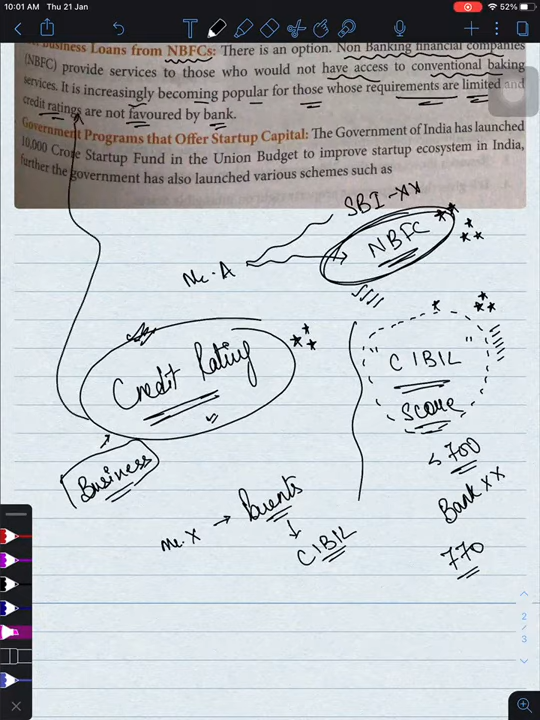 10:01 AM Thu 21 Jan
52%
Business Loans from NBFCs: There is an option. Non Banking financial companies
(NBFC) provide services to those who would not have access to conventional baking
services. It is increasingly becoming popular for those whose requirements are limited and
credit ratings are not favoured by bank.
Government Programs that Offer Startup Capital: The Government of India has launched
10,000 Crore Startup Fund in the Union Budget to improve startup ecosystem in India,
further the government has also launched various schemes such as
SBI - XX
NBFC
Mr. A
Credit Rating
" CIBIL "
Score
< 700
Business
Bank XX
Mr. X → Parents
CIBIL
770
2
3